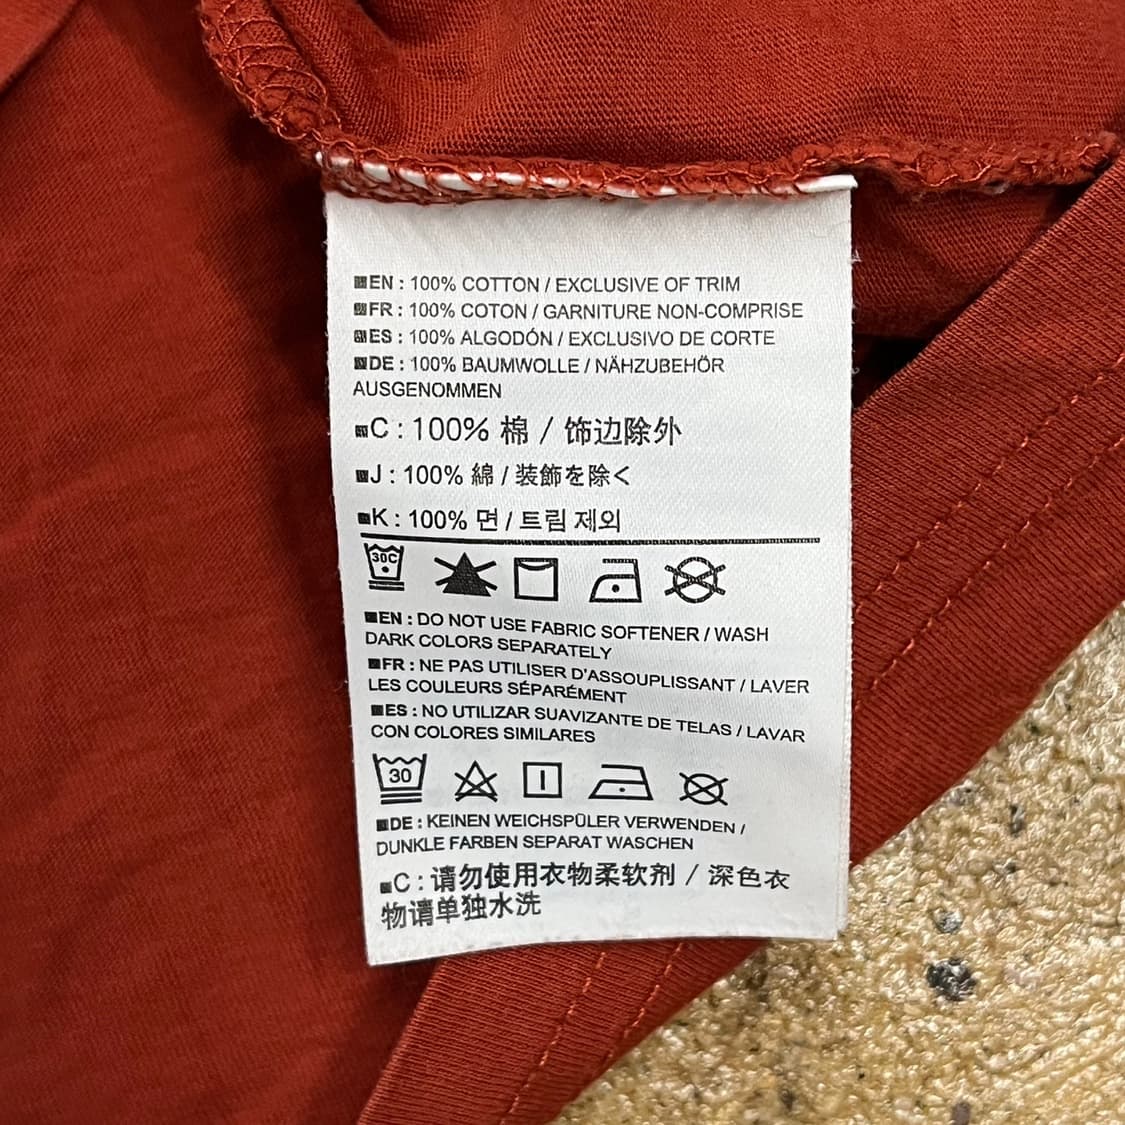 EN : 100% COTTON / EXCLUSIVE OF TRIM
FR : 100% COTON / GARNITURE NON-COMPRISE
ES : 100% ALGODÓN / EXCLUSIVO DE CORTE
DE : 100% BAUMWOLLE / NÄHZUBEHÖR
AUSGENOMMEN
C : 100% 棉 / 饰边除外
J : 100% 綿 / 装飾を除く
K : 100% 면 / 트림 제외
30C
EN : DO NOT USE FABRIC SOFTENER / WASH
DARK COLORS SEPARATELY
FR : NE PAS UTILISER D'ASSOUPLISSANT / LAVER
LES COULEURS SÉPARÉMENT
ES : NO UTILIZAR SUAVIZANTE DE TELAS / LAVAR
CON COLORES SIMILARES
30
DE : KEINEN WEICHSPÜLER VERWENDEN /
DUNKLE FARBEN SEPARAT WASCHEN
C : 请勿使用衣物柔软剂 / 深色衣
物请单独水洗